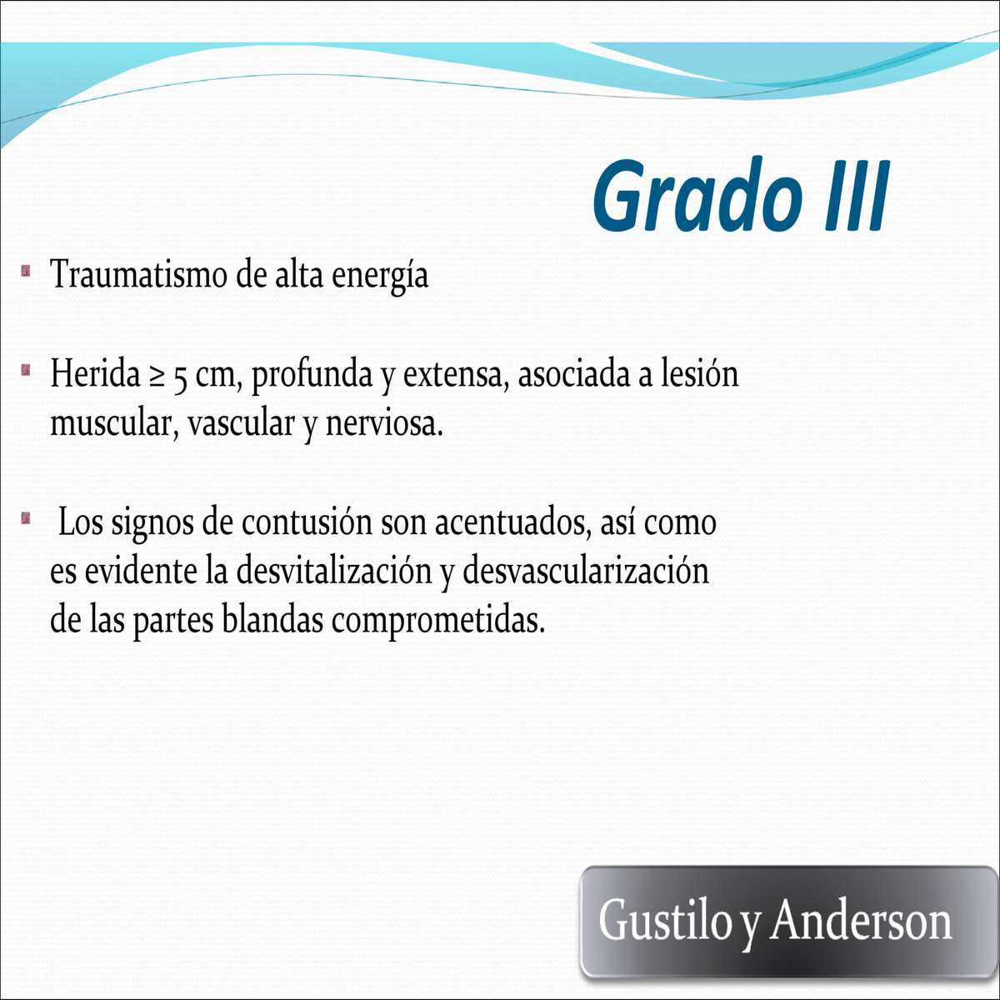 Grado III
Traumatismo de alta energía
Herida ≥ 5 cm, profunda y extensa, asociada a lesión
muscular, vascular y nerviosa.
Los signos de contusión son acentuados, así como
es evidente la desvitalización y desvascularización
de las partes blandas comprometidas.
Gustilo y Anderson